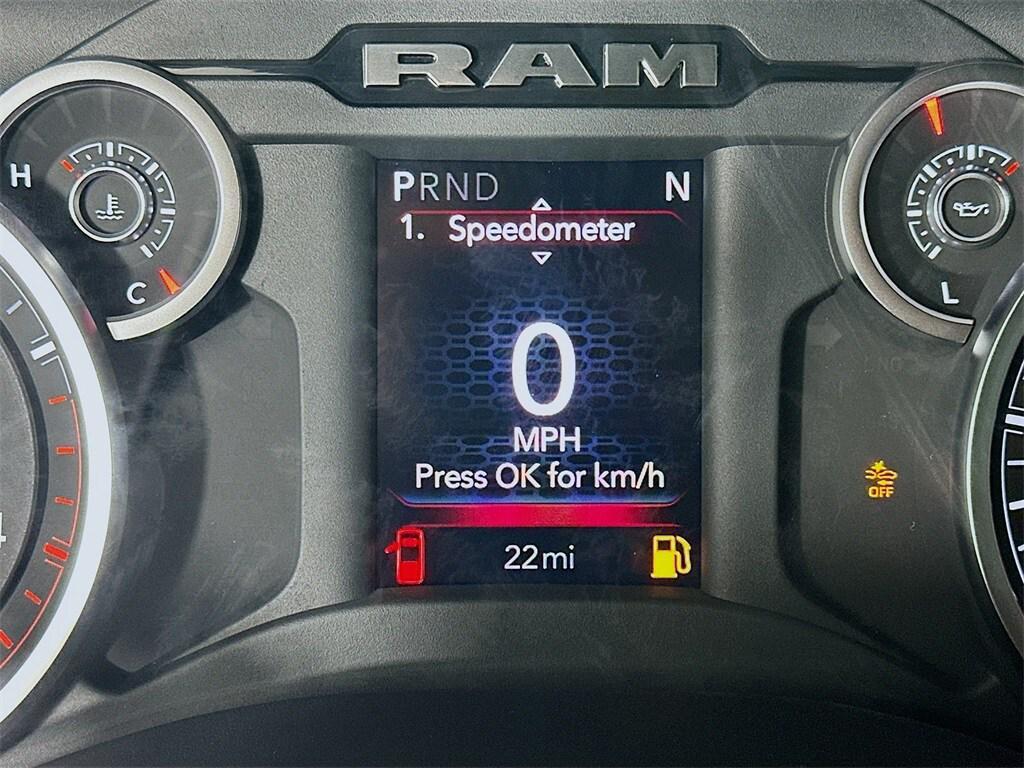 RAM
H
C
PRND N
1. Speedometer
0
MPH
Press OK for km/h
22mi
L
OFF